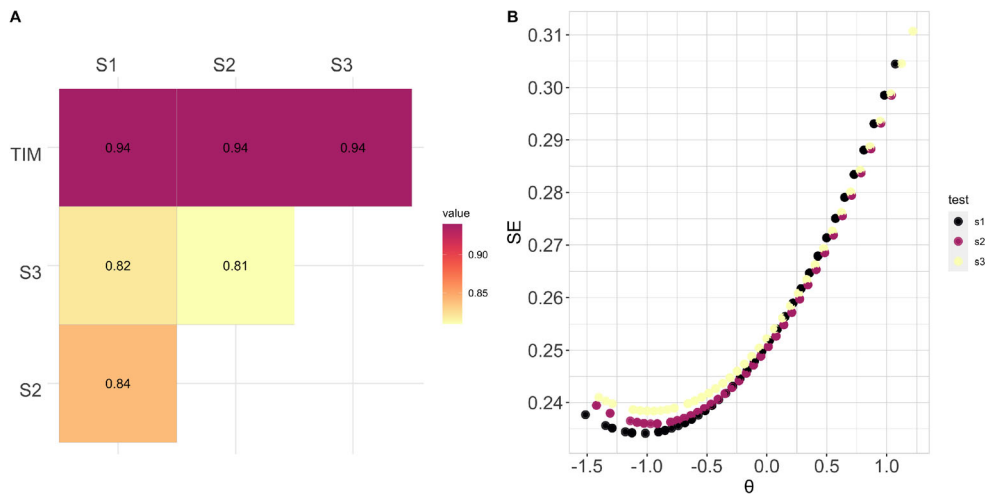 A
S1 S2 S3
TIM 0.94 0.94 0.94
S3 0.82 0.81
S2 0.84
value
0.90
0.85
B
0.31
0.30
0.29
0.28
0.27
0.26
0.25
0.24
SE
-1.5 -1.0 -0.5 0.0 0.5 1.0
θ
test
s1
s2
s3